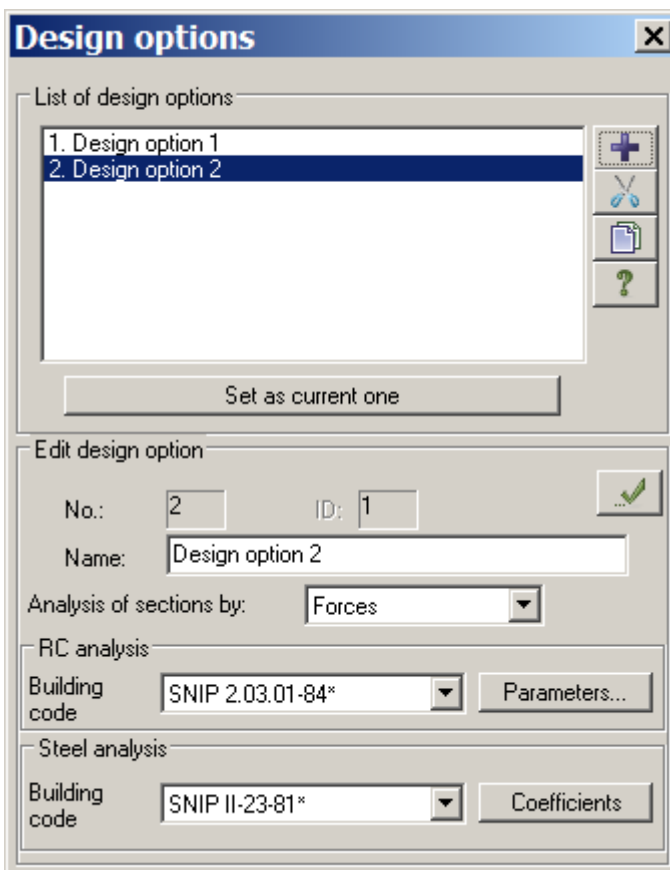 Design options
List of design options
1. Design option 1
2. Design option 2
Set as current one
Edit design option
No.: 2 ID: 1
Name: Design option 2
Analysis of sections by: Forces
RC analysis
Building code SNIP 2.03.01-84* Parameters...
Steel analysis
Building code SNIP II-23-81* Coefficients